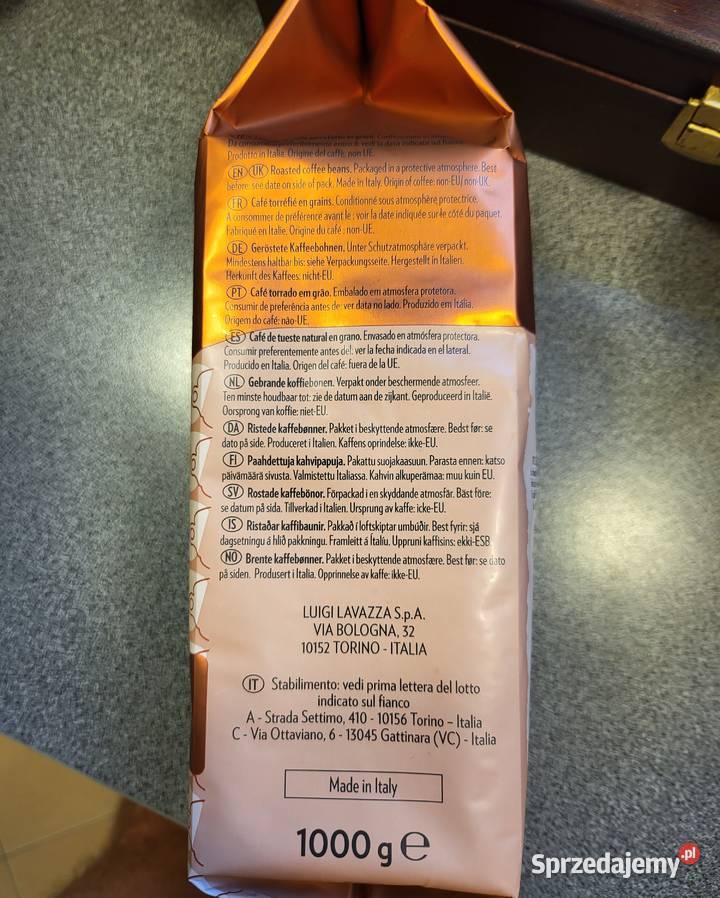 Da consumarsi preferibilmente entro il: vedi la data indicata sul fianco.
Prodotto in Italia. Origine del caffè: non UE.
EN UK Roasted coffee beans. Packaged in a protective atmosphere. Best
before: see date on side of pack. Made in Italy. Origin of coffee: non-EU/non-UK.
FR Café torréfié en grains. Conditionné sous atmosphère protectrice.
A consommer de préférence avant le : voir la date indiquée sur le côté du paquet.
Fabriqué en Italie. Origine du café : non-UE.
DE Geröstete Kaffeebohnen. Unter Schutzatmosphäre verpackt.
Mindestens haltbar bis: siehe Verpackungsseite. Hergestellt in Italien.
Herkunft des Kaffees: nicht-EU.
PT Café torrado em grão. Embalado em atmosfera protetora.
Consumir de preferência antes de: ver data no lado. Produzido em Itália.
Origem do café: não-UE.
ES Café de tueste natural en grano. Envasado en atmósfera protectora.
Consumir preferentemente antes del: ver la fecha indicada en el lateral.
Producido en Italia. Origen del café: fuera de la UE.
NL Gebrande koffiebonen. Verpakt onder beschermende atmosfeer.
Ten minste houdbaar tot: zie de datum aan de zijkant. Geproduceerd in Italië.
Oorsprong van koffie: niet-EU.
DA Ristede kaffebønner. Pakket i beskyttende atmosfære. Bedst før: se
dato på side. Produceret i Italien. Kaffens oprindelse: ikke-EU.
FI Paahdettuja kahvipapuja. Pakattu suojakaasuun. Parasta ennen: katso
päivämäärä sivusta. Valmistettu Italiassa. Kahvin alkuperämaa: muu kuin EU.
SV Rostade kaffebönor. Förpackad i en skyddande atmosfär. Bäst före:
se datum på sida. Tillverkad i Italien. Ursprung av kaffe: icke-EU.
IS Ristaðar kaffibaunir. Pakkað í loftskiptar umbúðir. Best fyrir: sjá
dagsetningu á hlið pakkningu. Framleitt á Ítalíu. Uppruni kaffisins: ekki-ESB.
NO Brente kaffebønner. Pakket i beskyttende atmosfære. Best før: se dato
på siden. Produsert i Italia. Opprinnelse av kaffe: ikke-EU.
LUIGI LAVAZZA S.p.A.
VIA BOLOGNA, 32
10152 TORINO - ITALIA
IT Stabilimento: vedi prima lettera del lotto
indicato sul fianco
A - Strada Settimo, 410 - 10156 Torino – Italia
C - Via Ottaviano, 6 - 13045 Gattinara (VC) - Italia
Made in Italy
1000 g e
Sprzedajemy.pl